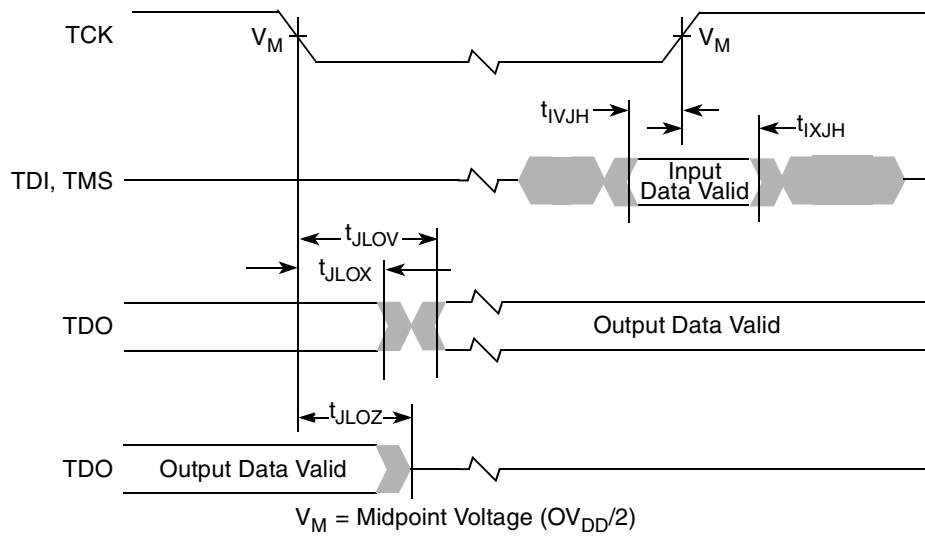 TCK
V_M
V_M
t_IVJH
t_IXJH
TDI, TMS
Input
Data Valid
t_JLOV
t_JLOX
TDO
Output Data Valid
t_JLOZ
TDO
Output Data Valid
V_M = Midpoint Voltage (OV_DD/2)